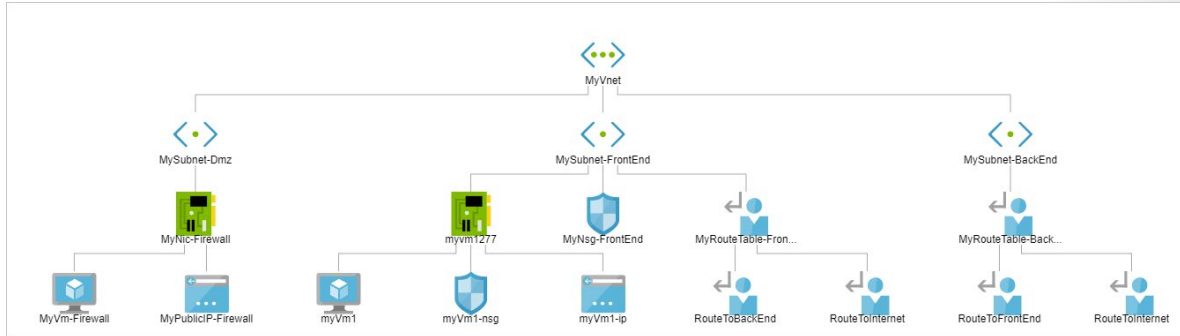 MyVnet
MySubnet-Dmz
MySubnet-FrontEnd
MySubnet-BackEnd
MyNic-Firewall
myvm1277
MyNsg-FrontEnd
MyRouteTable-Fron...
MyRouteTable-Back...
MyVm-Firewall
MyPublicIP-Firewall
myVm1
myVm1-nsg
myVm1-ip
RouteToBackEnd
RouteToInternet
RouteToFrontEnd
RouteToInternet